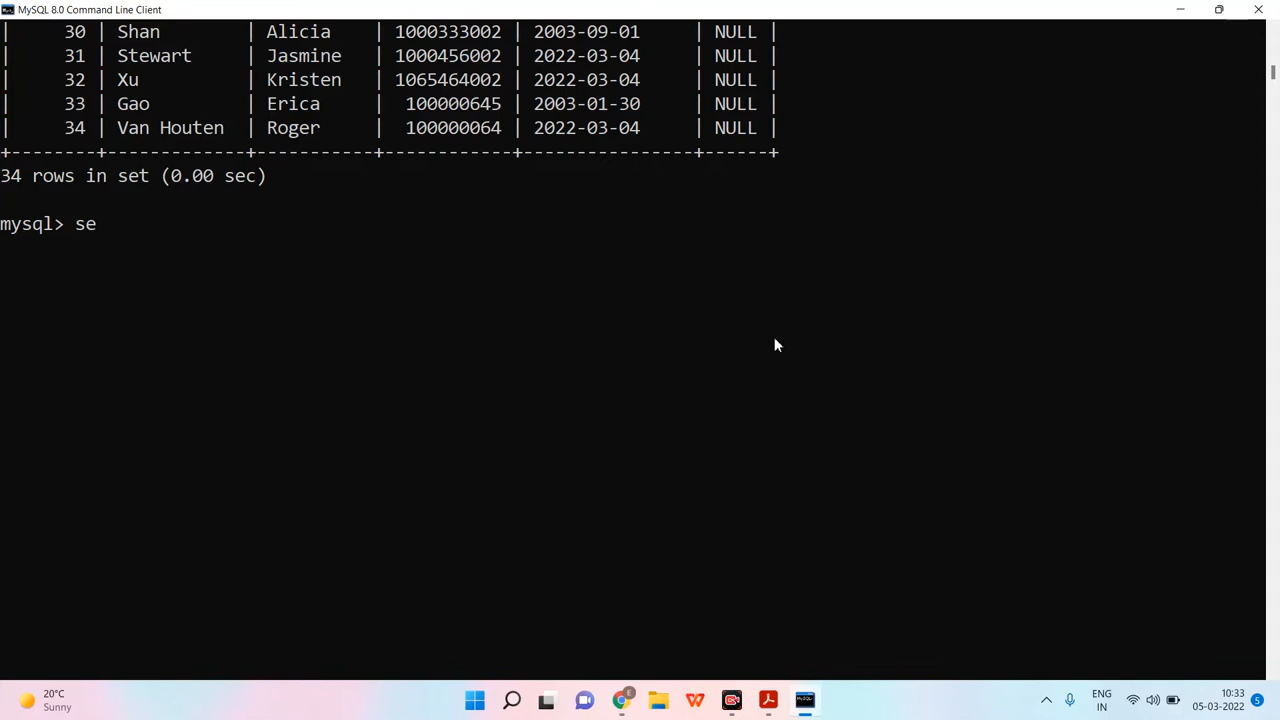 MySQL 8.0 Command Line Client
|     30 | Shan        | Alicia    | 1000333002 | 2003-09-01     | NULL |
|     31 | Stewart     | Jasmine   | 1000456002 | 2022-03-04     | NULL |
|     32 | Xu          | Kristen   | 1065464002 | 2022-03-04     | NULL |
|     33 | Gao         | Erica     |  100000645 | 2003-01-30     | NULL |
|     34 | Van Houten  | Roger     |  100000064 | 2022-03-04     | NULL |
+--------+-------------+-----------+------------+----------------+------+
34 rows in set (0.00 sec)
mysql> se
20°C
Sunny
E
ENG
IN
10:33
05-03-2022
5